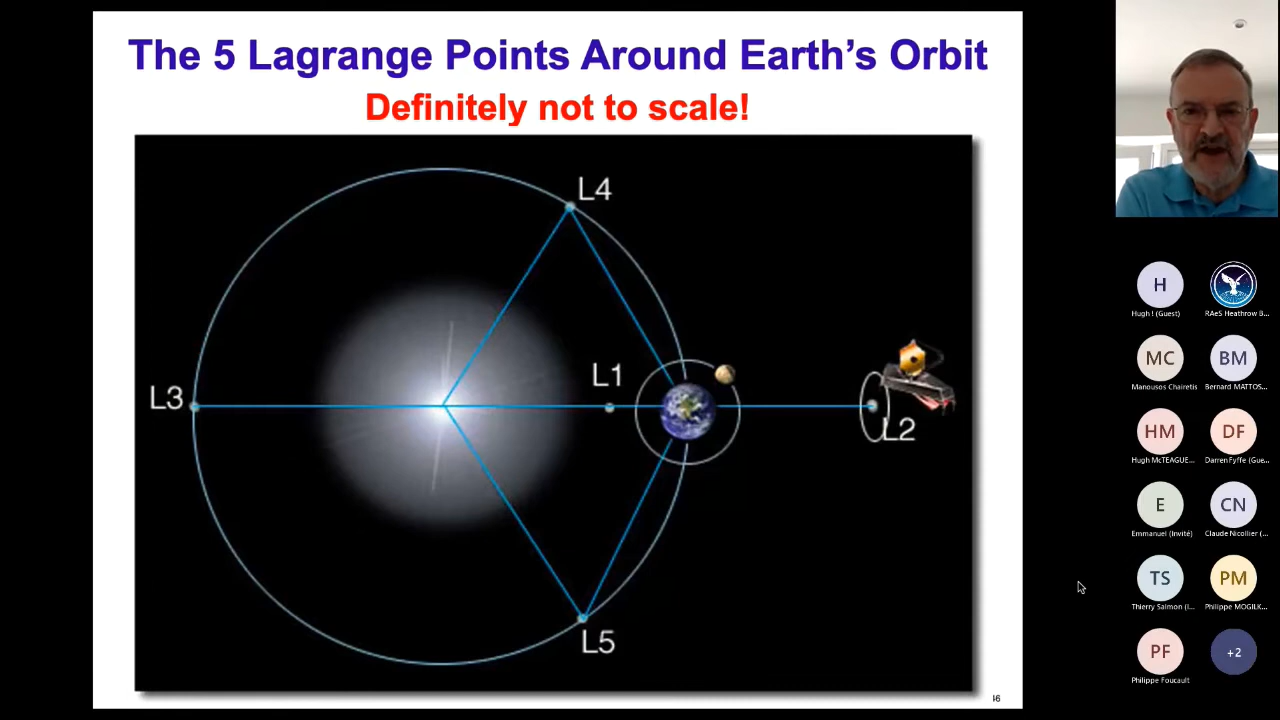 The 5 Lagrange Points Around Earth's Orbit
Definitely not to scale!
L4
L1
L3
L2
L5
H
Hugh ! (Guest)
RAeS Heathrow B...
MC
Manousos Chairetis
BM
Bernard MATTOS...
HM
Hugh McTEAGUE...
DF
Darren Fyffe (Gue...
E
Emmanuel (Invité)
CN
Claude Nicollier (...
TS
Thierry Salmon (I...
PM
Philippe MOGILK...
PF
Philippe Foucault
+2